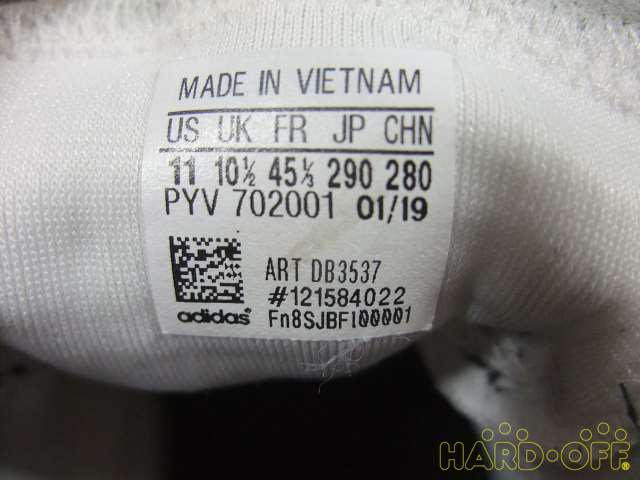 MADE IN VIETNAM
US UK FR JP CHN
11 10½ 45⅓ 290 280
PYV 702001 01/19
ART DB3537
#121584022
adidas Fn8SJBFl00001
HARD-OFF